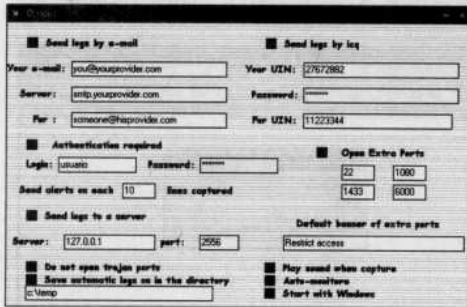 Send logs by e-mail
Send logs by icq
Your e-mail: you@yourprovider.com
Your UIN: 27672882
Server: smtp.yourprovider.com
Password: *******
Por : someone@hisprovider.com
Por UIN: 11223344
Authentication required
Open Extra Ports
Login: usuario Password: *******
22 1080
Send alerts on each 10 lines captured
1433 6000
Send logs to a server
Default banner of extra ports
Server: 127.0.0.1 port: 2556
Restrict access
Do not open trojan ports
Play sound when capture
Save automatic logs on in the directory
Auto-monitore
c:\temp
Start with Windows